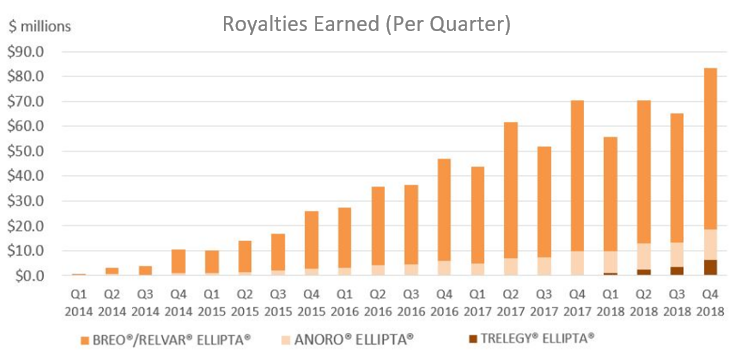 Royalties Earned (Per Quarter)
$ millions
$90.0
$80.0
$70.0
$60.0
$50.0
$40.0
$30.0
$20.0
$10.0
$0.0
Q1 Q2 Q3 Q4 Q1 Q2 Q3 Q4 Q1 Q2 Q3 Q4 Q1 Q2 Q3 Q4 Q1 Q2 Q3 Q4
2014 2014 2014 2014 2015 2015 2015 2015 2016 2016 2016 2016 2017 2017 2017 2017 2018 2018 2018 2018
BREO®/RELVAR® ELLIPTA® ANORO® ELLIPTA® TRELEGY® ELLIPTA®